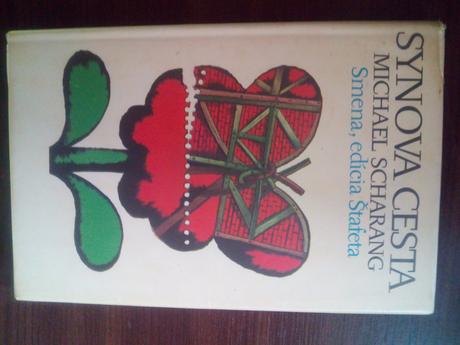 SYNOVA CESTA
MICHAEL SCHARANG
Smena, edícia Štafeta